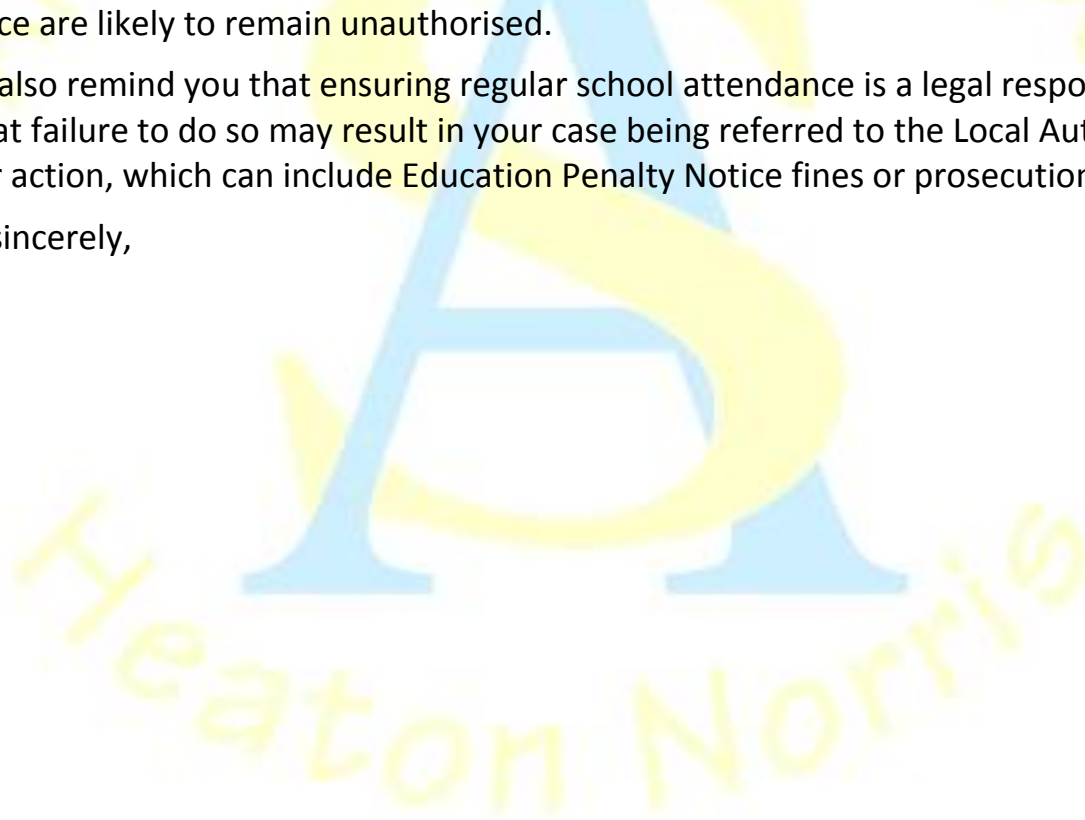 ce are likely to remain unauthorised.
also remind you that ensuring regular school attendance is a legal respo
at failure to do so may result in your case being referred to the Local Aut
r action, which can include Education Penalty Notice fines or prosecution
sincerely,
AS
Heaton Norris